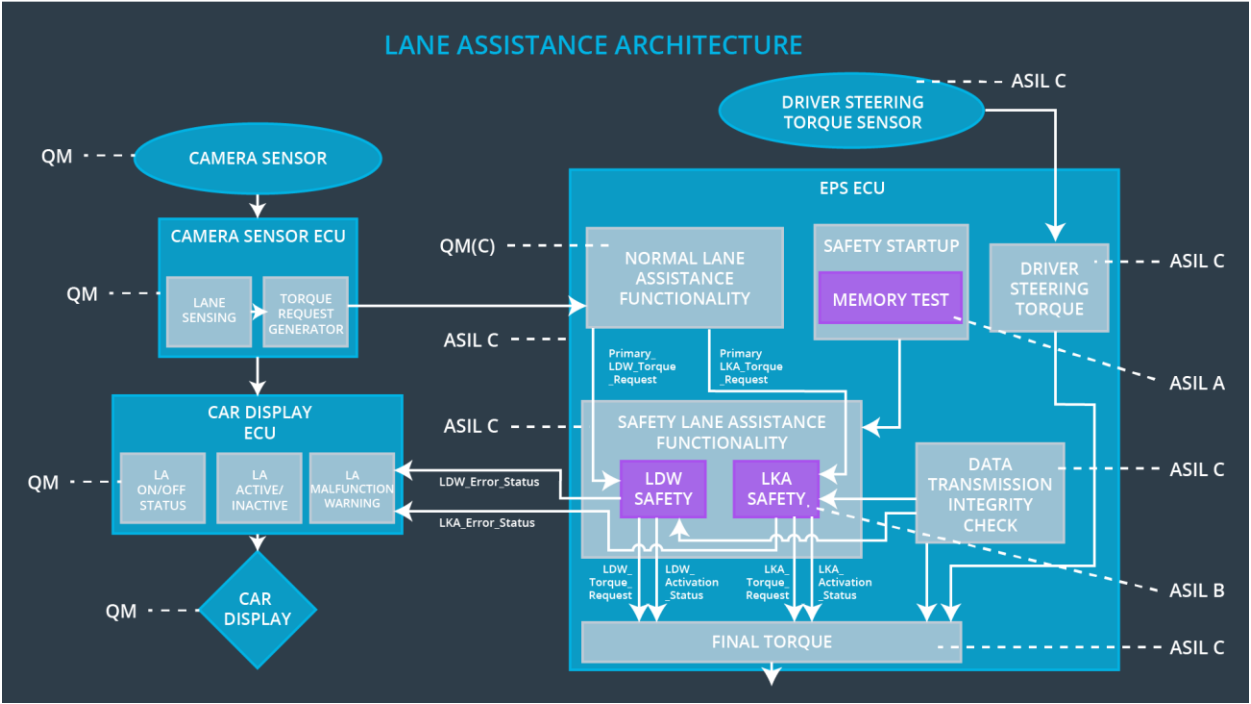 LANE ASSISTANCE ARCHITECTURE
ASIL C
DRIVER STEERING
TORQUE SENSOR
QM
CAMERA SENSOR
EPS ECU
CAMERA SENSOR ECU
QM(C)
NORMAL LANE
ASSISTANCE
FUNCTIONALITY
SAFETY STARTUP
MEMORY TEST
DRIVER
STEERING
TORQUE
ASIL C
QM
LANE
SENSING
TORQUE
REQUEST
GENERATOR
ASIL C
Primary_
LDW_Torque
_Request
Primary
LKA_Torque
_Request
ASIL A
CAR DISPLAY
ECU
ASIL C
SAFETY LANE ASSISTANCE
FUNCTIONALITY
QM
LA
ON/OFF
STATUS
LA
ACTIVE/
INACTIVE
LA
MALFUNCTION
WARNING
LDW_Error_Status
LKA_Error_Status
LDW
SAFETY
LKA
SAFETY
DATA
TRANSMISSION
INTEGRITY
CHECK
ASIL C
LDW_
Torque_
Request
LDW_
Activation
_Status
LKA_
Torque_
Request
LKA_
Activation
_Status
ASIL B
QM
CAR
DISPLAY
FINAL TORQUE
ASIL C